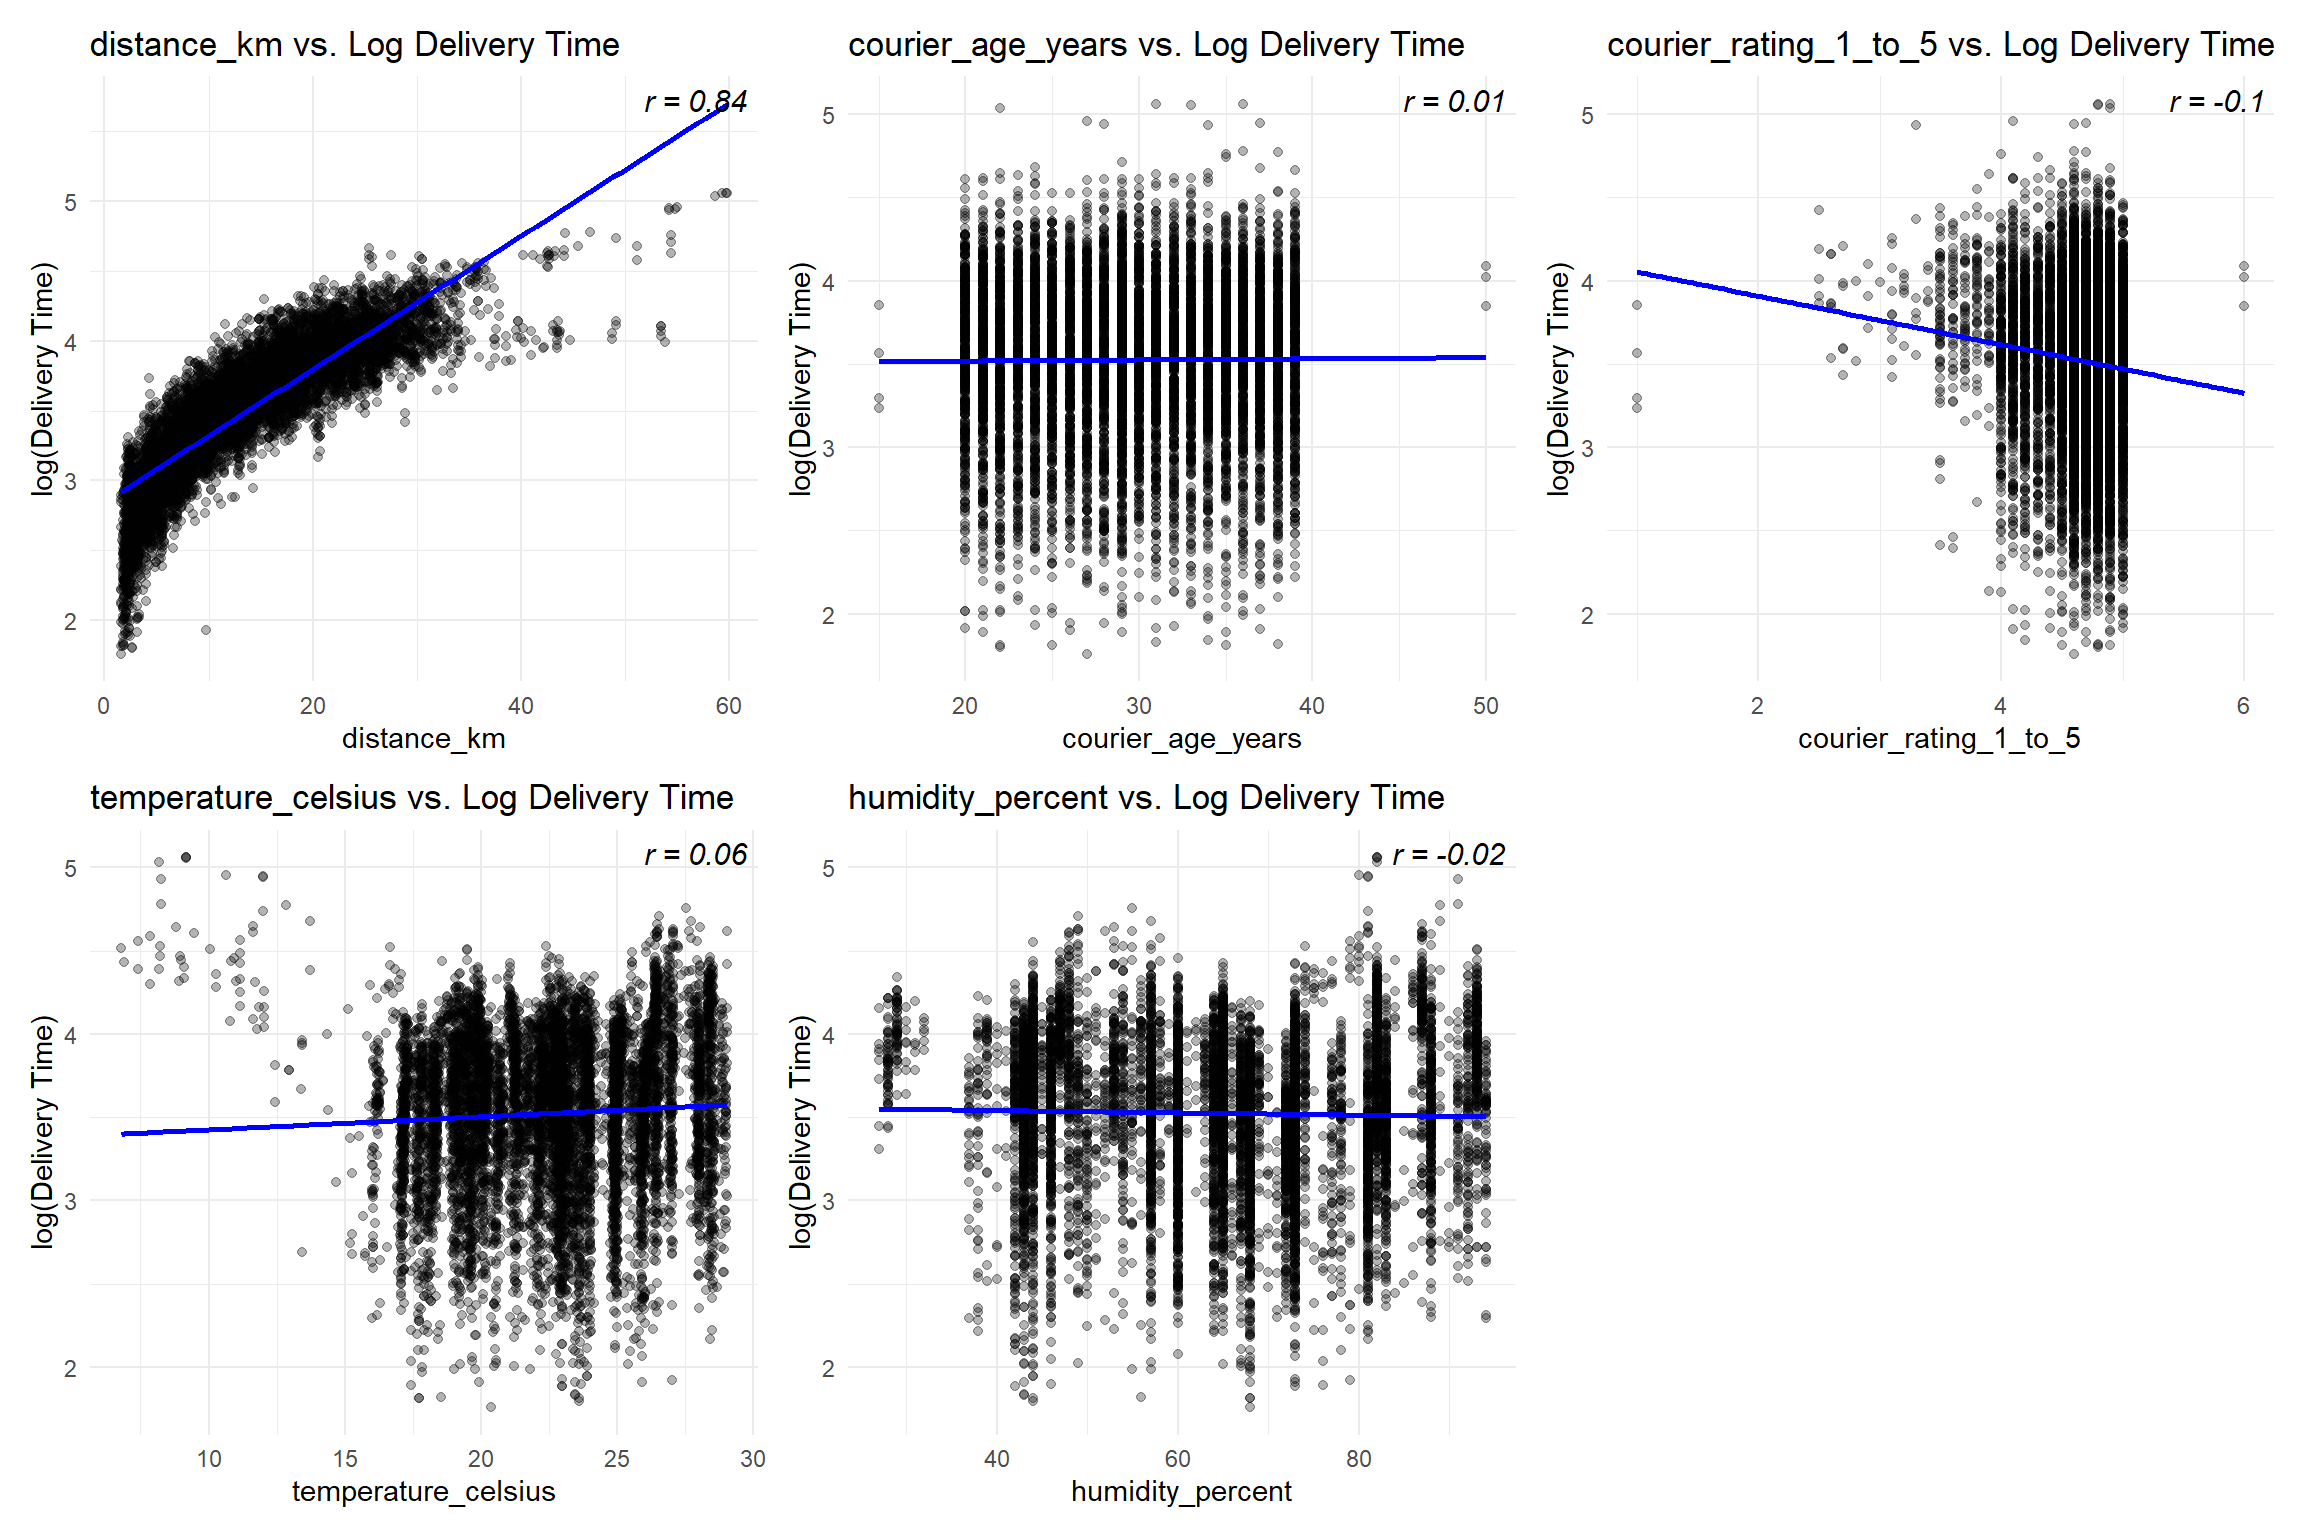 distance_km vs. Log Delivery Time
r = 0.84
log(Delivery Time)
5
4
3
2
0 20 40 60
distance_km
courier_age_years vs. Log Delivery Time
r = 0.01
log(Delivery Time)
5
4
3
2
20 30 40 50
courier_age_years
courier_rating_1_to_5 vs. Log Delivery Time
r = -0.1
log(Delivery Time)
5
4
3
2
2 4 6
courier_rating_1_to_5
temperature_celsius vs. Log Delivery Time
r = 0.06
log(Delivery Time)
5
4
3
2
10 15 20 25 30
temperature_celsius
humidity_percent vs. Log Delivery Time
r = -0.02
log(Delivery Time)
5
4
3
2
40 60 80
humidity_percent